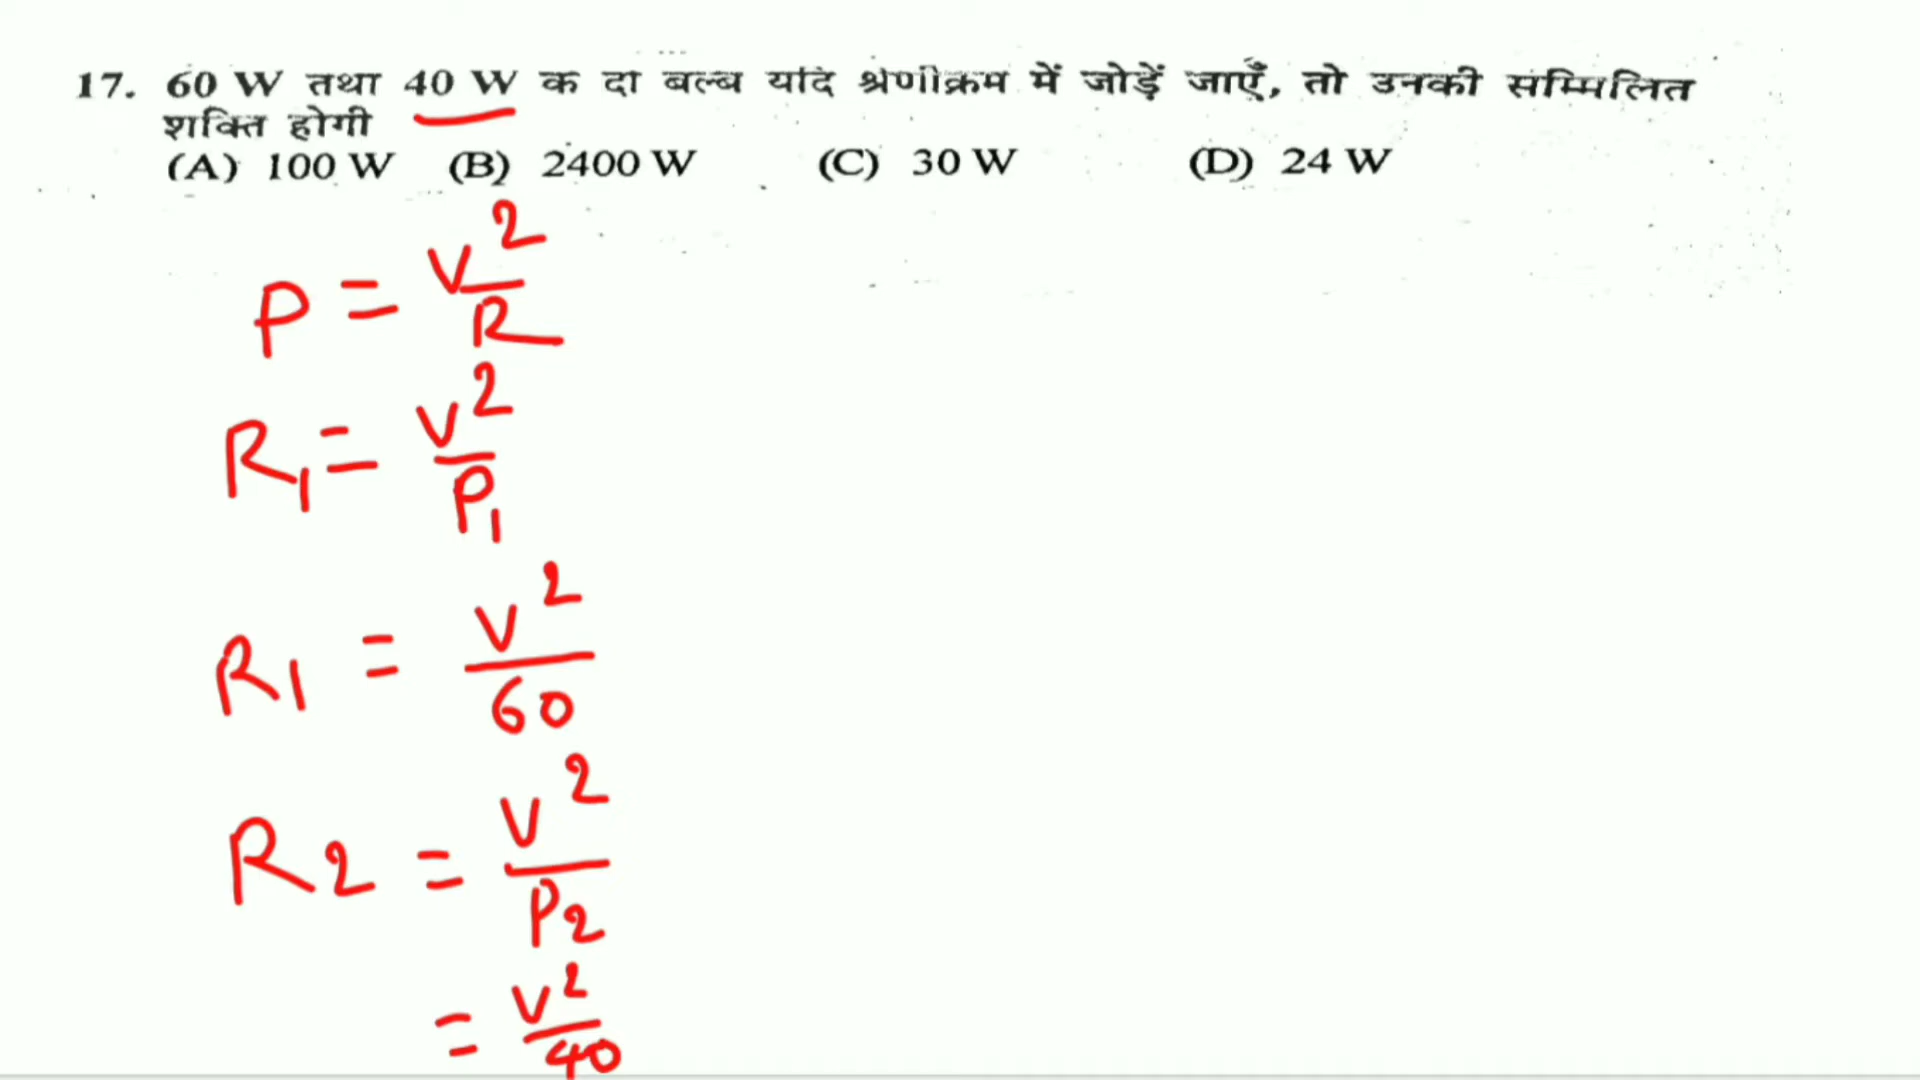 17. 60 W तथा 40 W क दा बल्ब यदि श्रेणीक्रम में जोड़ें जाएँ, तो उनकी सम्मिलित
शक्ति होगी
(A) 100 W (B) 2400 W (C) 30 W (D) 24 W
P = V²/R
R₁ = V²/P₁
R₁ = V²/60
R₂ = V²/P₂
= V²/40